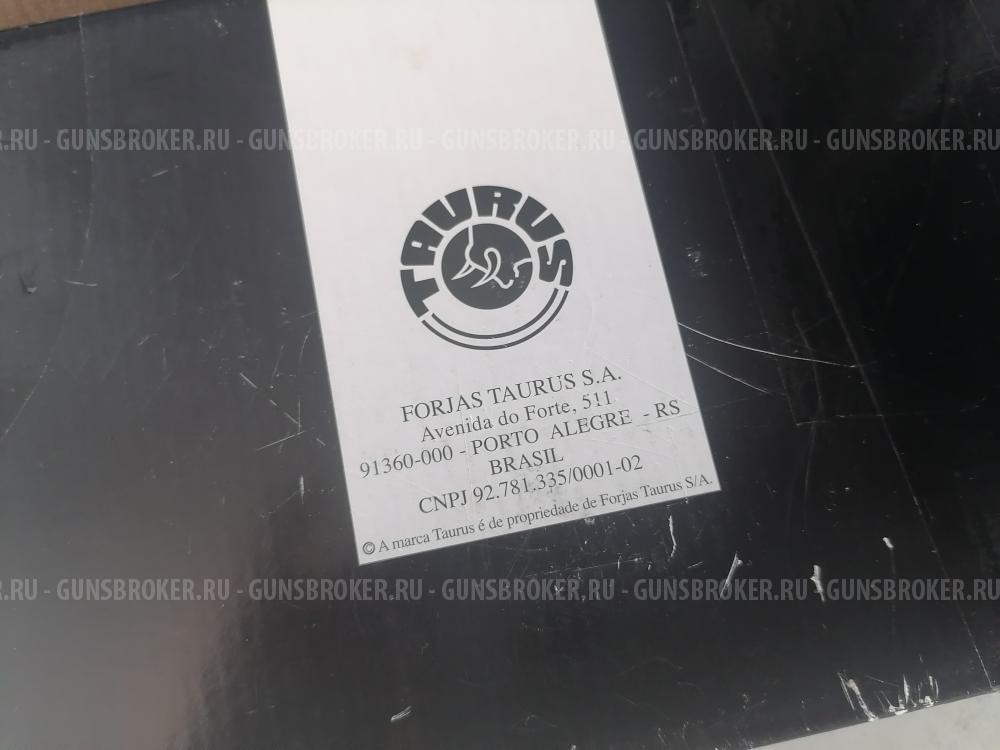 .RU - GUNSBROKER.RU - GUNSBROKER.RU - GUNSBROKER.RU - GUNSBROKER.RU - GUNSBROKER.RU
TAURUS
FORJAS TAURUS S.A.
Avenida do Forte, 511
91360-000 - PORTO ALEGRE - RS
BRASIL
CNPJ 92.781.335/0001-02
© A marca Taurus é de propriedade de Forjas Taurus S/A.
.RU - GUNSBROKER.RU - GUNSBROKER.RU - GUNSBROKER.RU - GUNSBROKER.RU - GUNSBROKER.RU